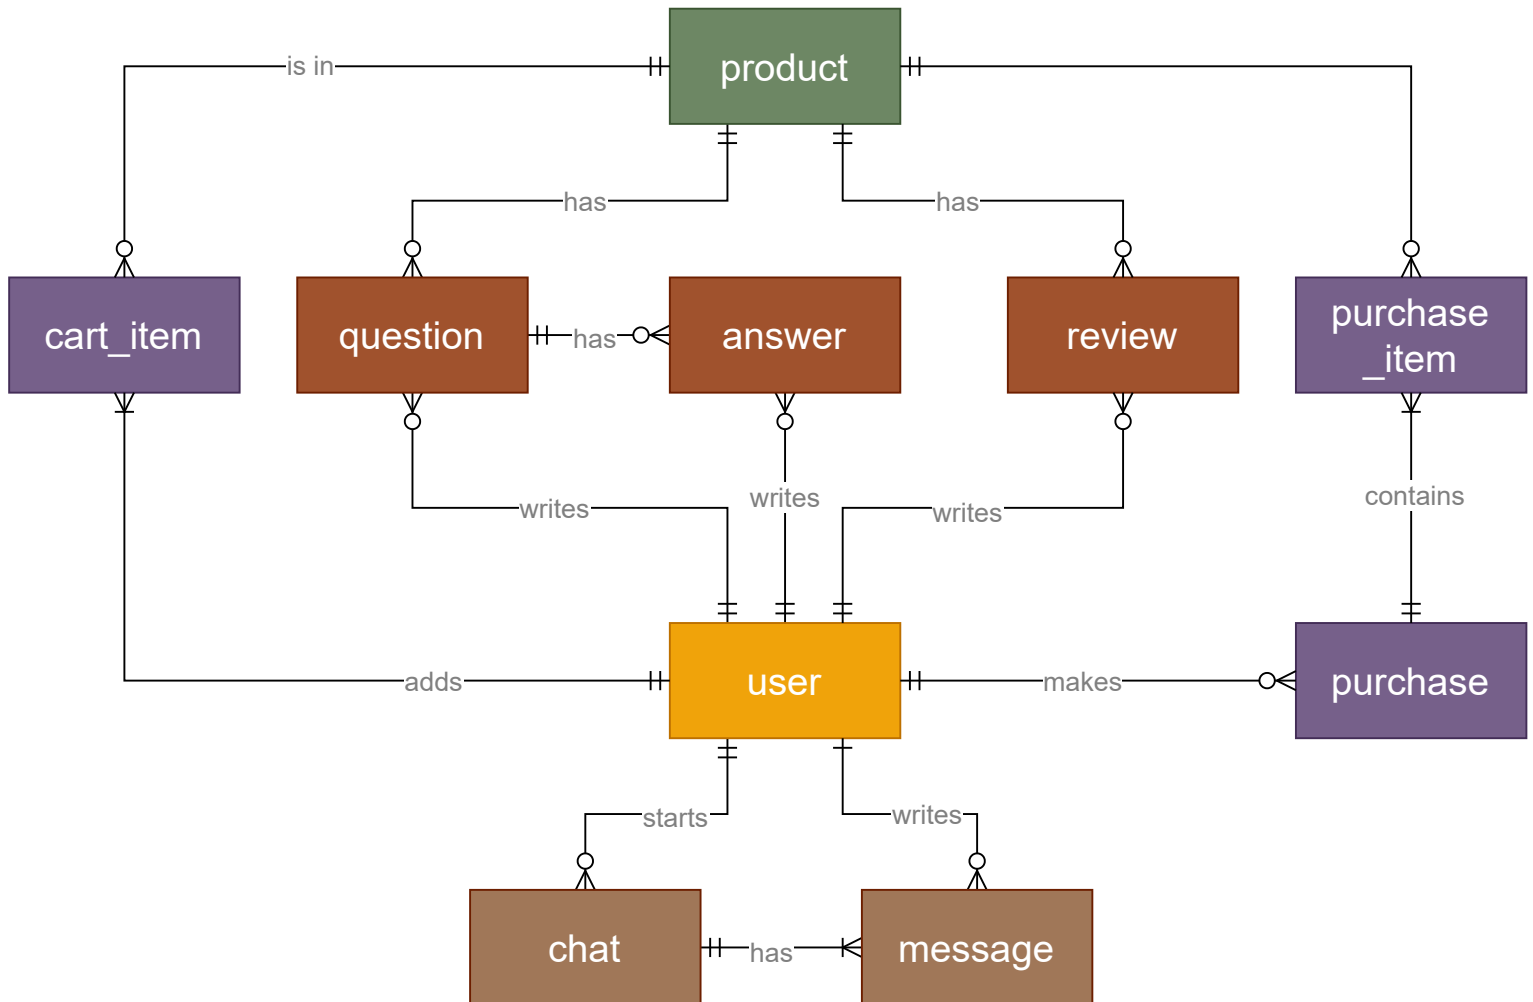 product
is in
has
has
cart_item
question
has
answer
review
purchase
_item
writes
writes
writes
contains
adds
user
makes
purchase
starts
writes
chat
has
message